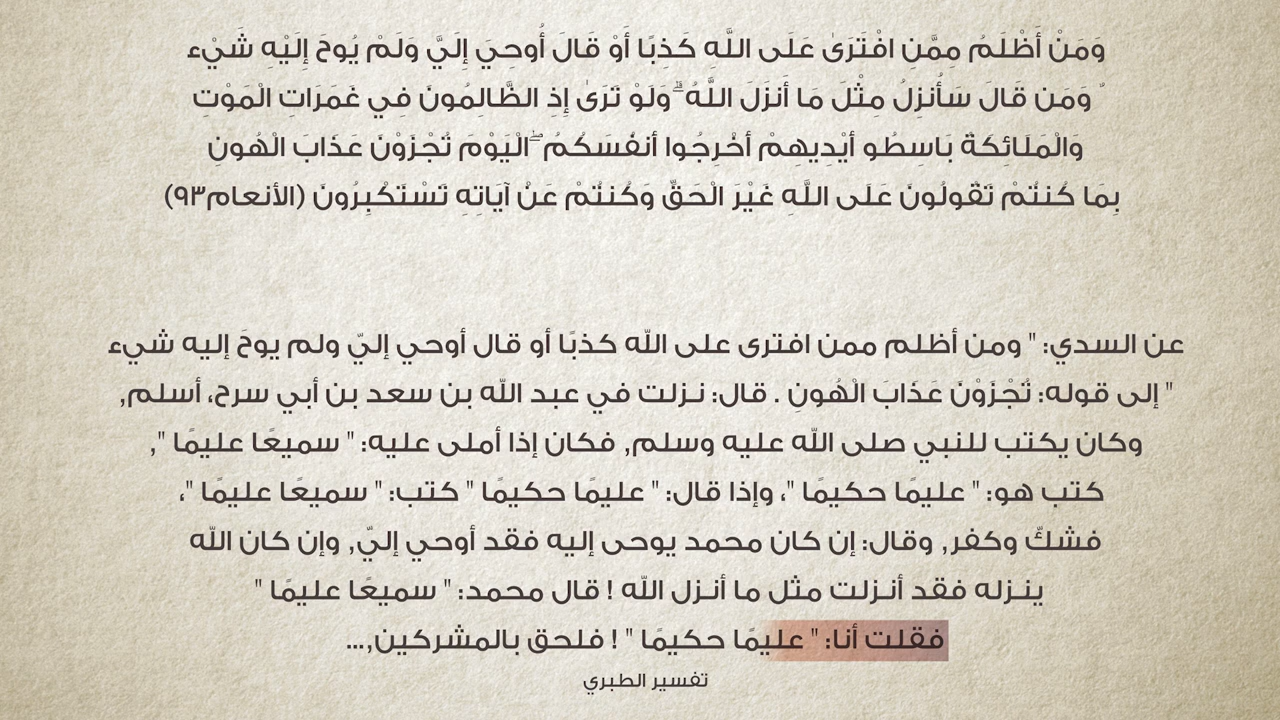 وَمَنْ أَظْلَمُ مِمَّنِ افْتَرَىٰ عَلَى اللَّهِ كَذِبًا أَوْ قَالَ أُوحِيَ إِلَيَّ وَلَمْ يُوحَ إِلَيْهِ شَيْء
ٌ وَمَن قَالَ سَأُنزِلُ مِثْلَ مَا أَنزَلَ اللَّهُ ۗ وَلَوْ تَرَىٰ إِذِ الظَّالِمُونَ فِي غَمَرَاتِ الْمَوْتِ
وَالْمَلَائِكَةُ بَاسِطُو أَيْدِيهِمْ أَخْرِجُوا أَنفُسَكُمُ ۖ الْيَوْمَ تُجْزَوْنَ عَذَابَ الْهُونِ
بِمَا كُنتُمْ تَقُولُونَ عَلَى اللَّهِ غَيْرَ الْحَقِّ وَكُنتُمْ عَنْ آيَاتِهِ تَسْتَكْبِرُونَ (الأنعام٩٣)
عن السدي: " ومن أظلم ممن افترى على الله كذبًا أو قال أوحي إليّ ولم يوحَ إليه شيء
" إلى قوله: تُجْزَوْنَ عَذَابَ الْهُونِ . قال: نـزلت في عبد الله بن سعد بن أبي سرح، أسلم,
وكان يكتب للنبي صلى الله عليه وسلم, فكان إذا أملى عليه: " سميعًا عليمًا ",
كتب هو: " عليمًا حكيمًا "، وإذا قال: " عليمًا حكيمًا " كتب: " سميعًا عليمًا "،
فشكّ وكفر, وقال: إن كان محمد يوحى إليه فقد أوحي إليّ, وإن كان الله
ينـزله فقد أنـزلت مثل ما أنـزل الله ! قال محمد: " سميعًا عليمًا "
فقلت أنا: " عليمًا حكيمًا " ! فلحق بالمشركين,...
تفسير الطبري